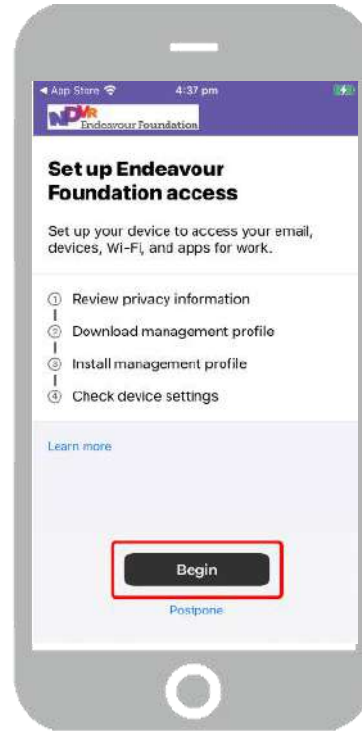 ◀ App Store 4:37 pm
Endeavour Foundation
Set up Endeavour
Foundation access
Set up your device to access your email,
devices, Wi-Fi, and apps for work.
1 Review privacy information
2 Download management profile
3 Install management profile
4 Check device settings
Learn more
Begin
Postpone